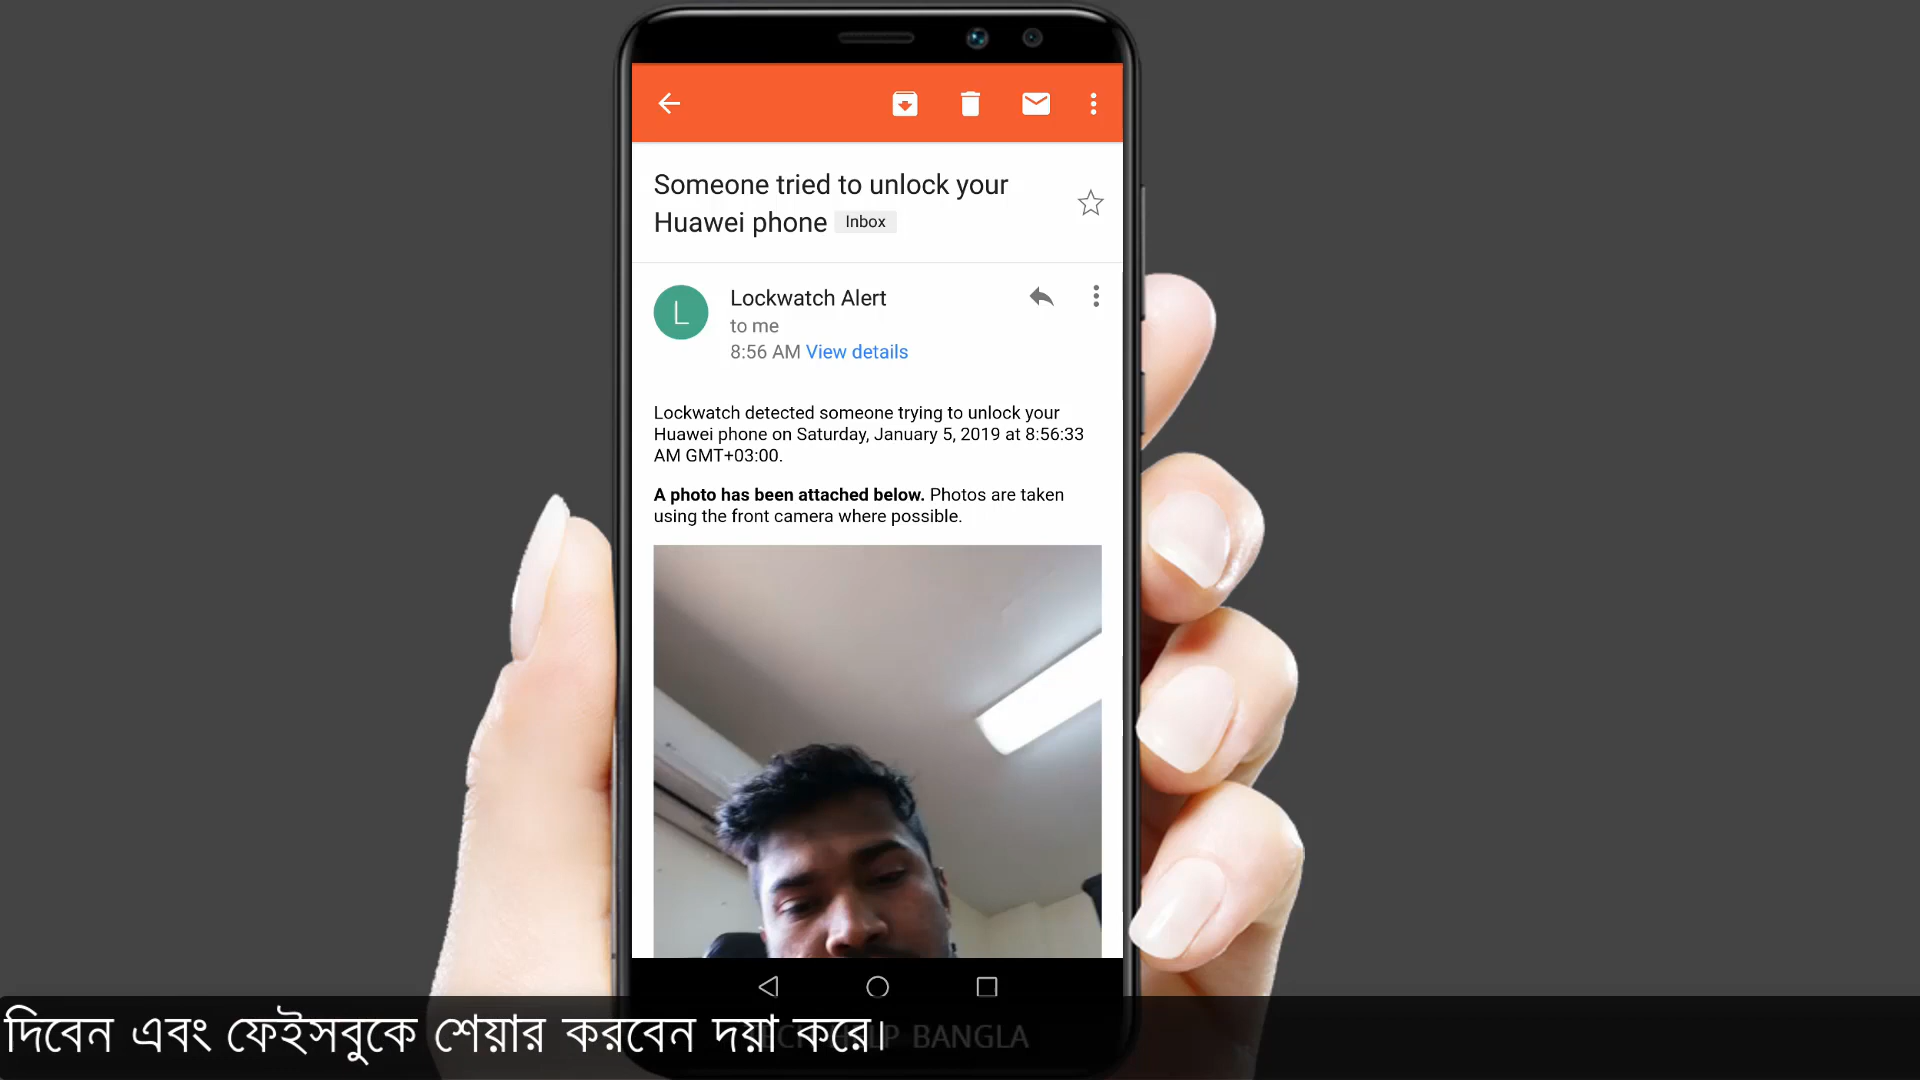 Someone tried to unlock your
Huawei phone Inbox
L
Lockwatch Alert
to me
8:56 AM View details
Lockwatch detected someone trying to unlock your
Huawei phone on Saturday, January 5, 2019 at 8:56:33
AM GMT+03:00.
A photo has been attached below. Photos are taken
using the front camera where possible.
দিবেন এবং ফেইসবুকে শেয়ার করবেন দয়া করে।
BANGLA